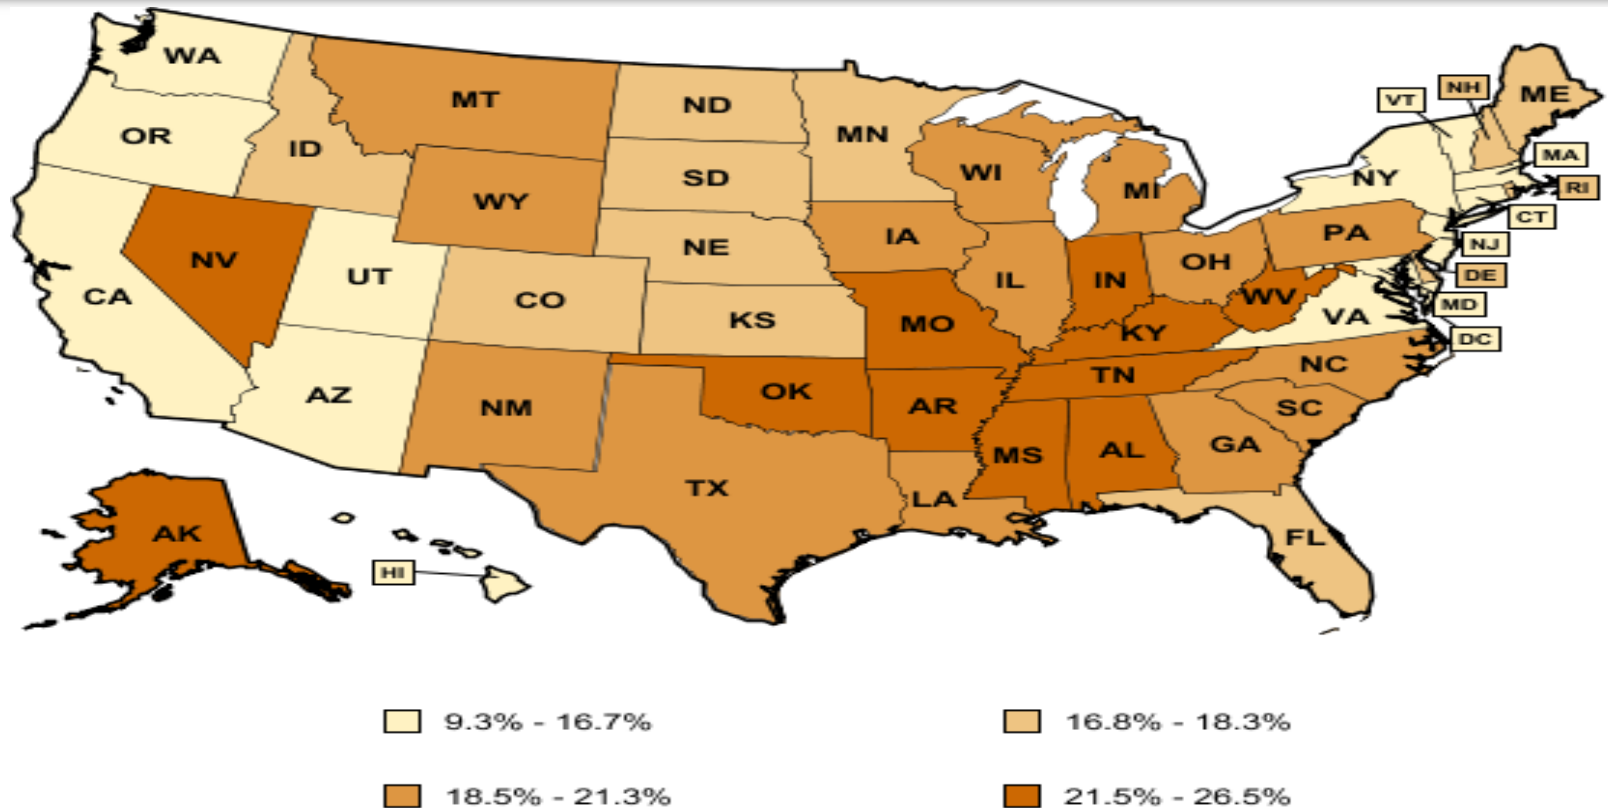 WA
MT
ND
MN
ME
NH
VT
OR
ID
SD
WI
MI
NY
MA
RI
WY
CT
NV
UT
NE
IA
PA
NJ
CA
CO
IL
IN
OH
WV
DE
MD
KS
MO
KY
VA
DC
AZ
NM
OK
AR
TN
NC
SC
TX
LA
MS
AL
GA
FL
AK
HI
9.3% - 16.7%
16.8% - 18.3%
18.5% - 21.3%
21.5% - 26.5%